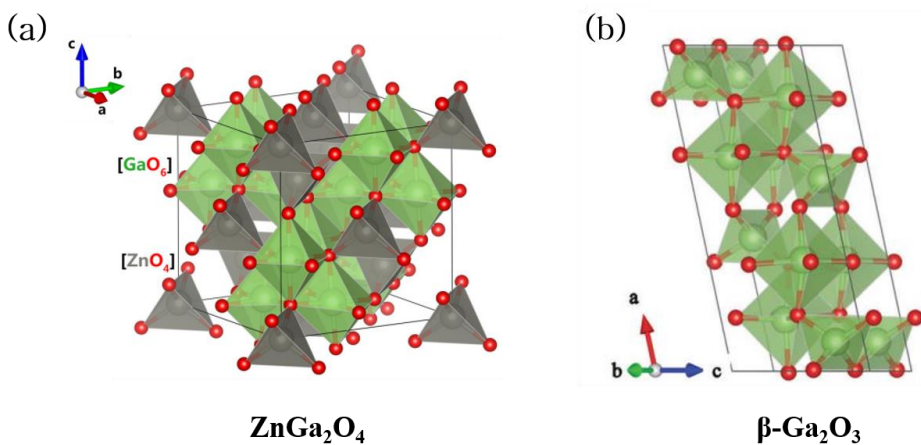 (a)
c
b
a
[GaO₆]
[ZnO₄]
ZnGa₂O₄
(b)
a
b
c
β-Ga₂O₃